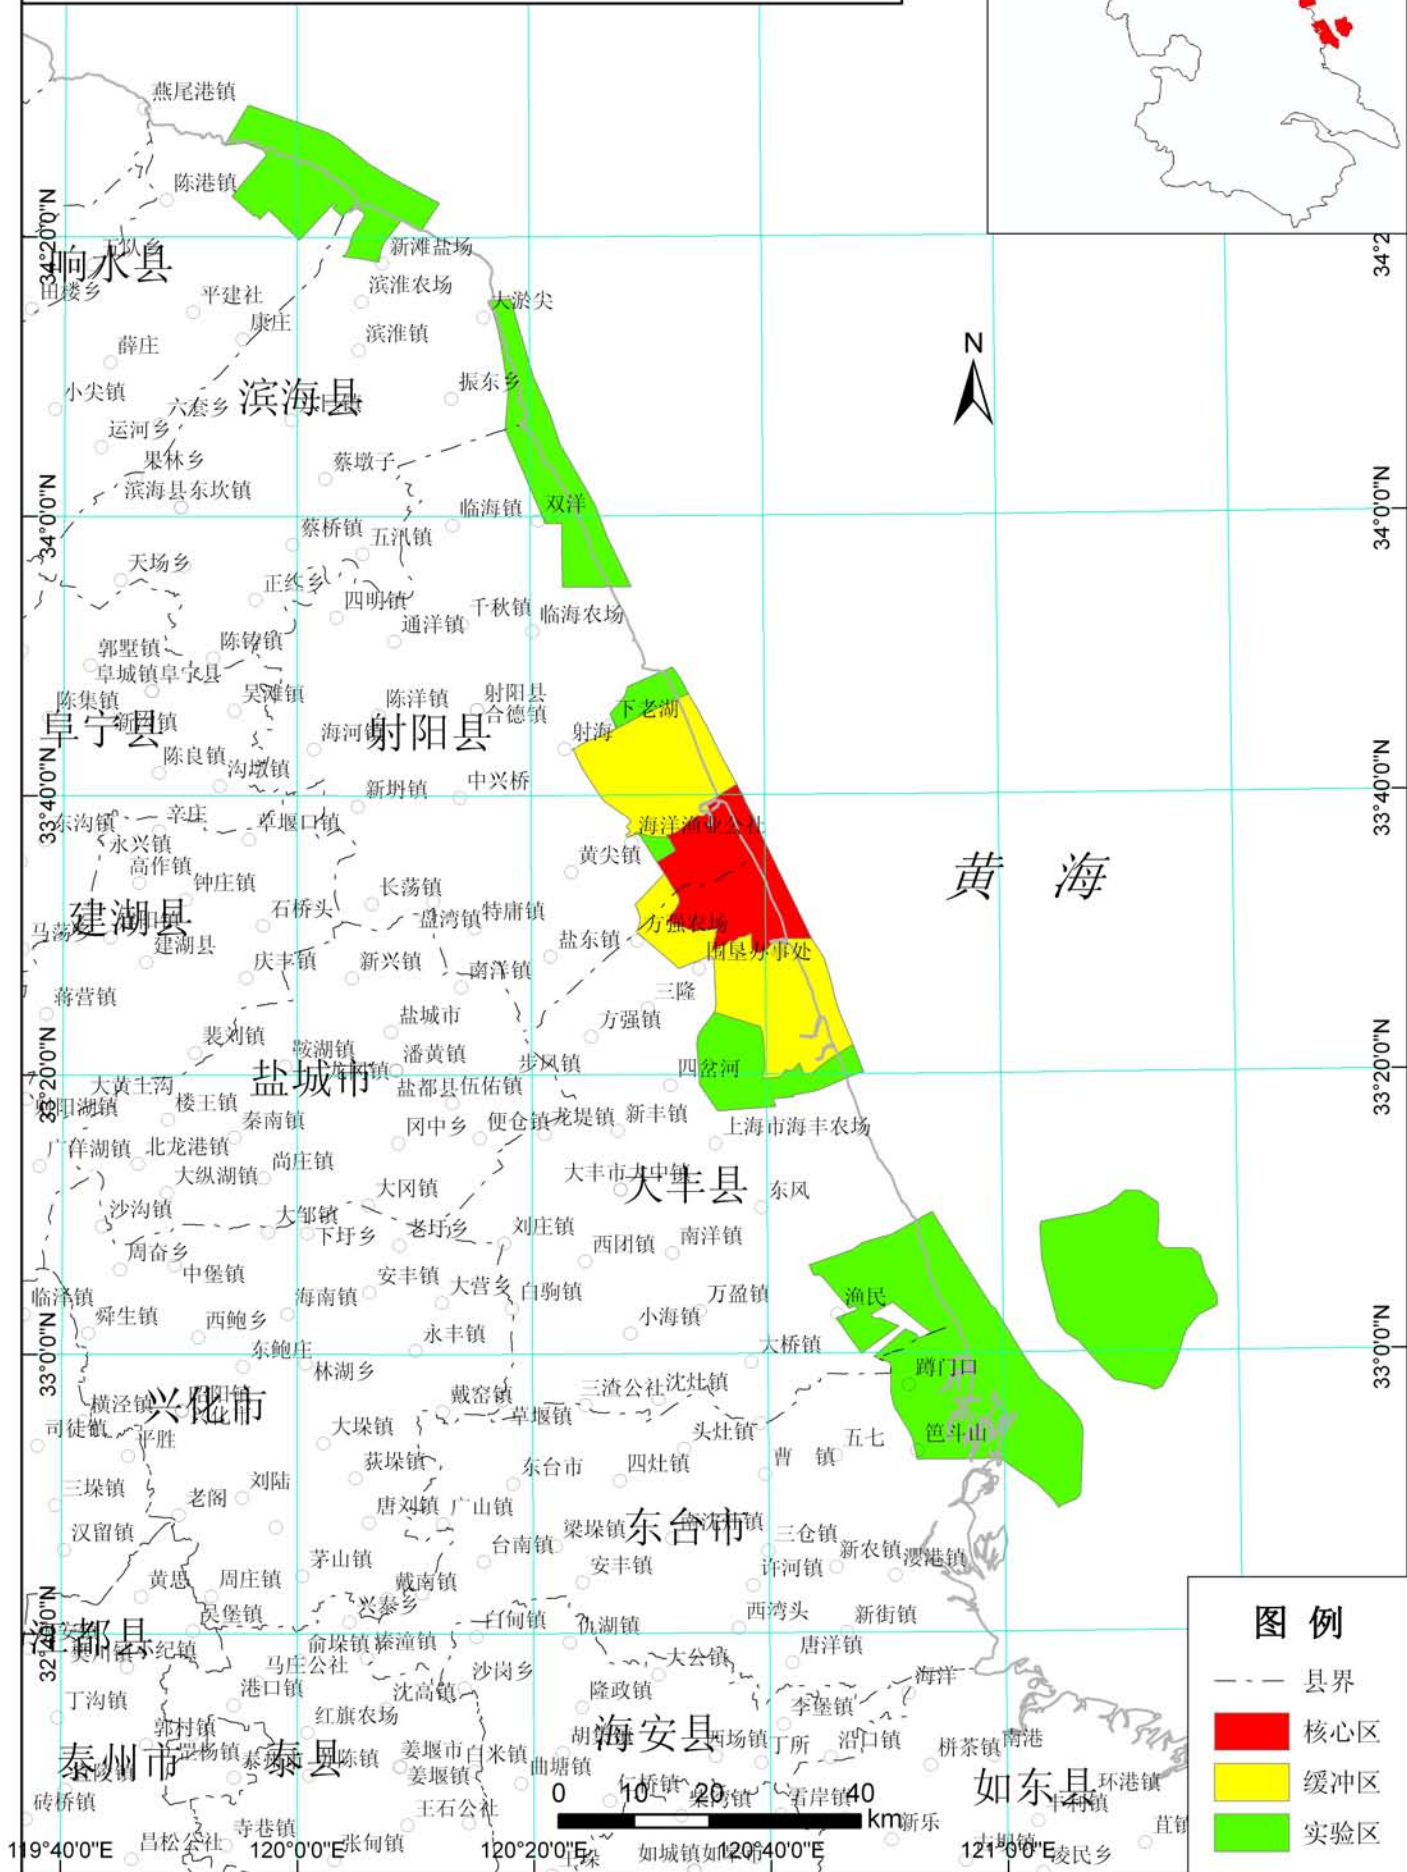 燕尾港镇
陈港镇
34°20'0"N
34°2
新滩盐场
响水县
滨淮农场
大淤尖
平建社
康庄
滨淮镇
薛庄
N
小尖镇
振东乡
滨海县
六套乡
运河乡
果林乡
蔡墩子
滨海县东坎镇
临海镇
双洋
34°0'0"N
34°0'0"N
蔡桥镇
五汛镇
天场乡
正红乡
四明镇
千秋镇
临海农场
通洋镇
郭墅镇
陈铸镇
阜城镇
阜宁县
陈集镇
吴滩镇
陈洋镇
射阳县
合德镇
下老湖
阜宁县
海河镇
射阳县
射海
陈良镇
沟墩镇
中兴桥
新坍镇
33°40'0"N
33°40'0"N
东沟镇
辛庄
草堰口镇
海洋渔业公社
永兴镇
高作镇
黄尖镇
黄 海
钟庄镇
长荡镇
石桥头
盘湾镇
特庸镇
建湖县
方强农场
建湖县
盐东镇
围垦办事处
庆丰镇
新兴镇
南洋镇
蒋营镇
三隆
盐城市
方强镇
裴刘镇
鞍湖镇
潘黄镇
步凤镇
四岔河
盐城市
33°20'0"N
33°20'0"N
大黄土沟
盐都县
伍佑镇
楼王镇
秦南镇
冈中乡
便仓镇
龙堤镇
新丰镇
上海市海丰农场
北龙港镇
尚庄镇
大纵湖镇
大冈镇
大丰市大中镇
大丰县
东风
沙沟镇
大邹镇
下圩乡
老圩乡
刘庄镇
西团镇
南洋镇
周奋乡
中堡镇
安丰镇
大营乡
白驹镇
万盈镇
渔民
临泽镇
海南镇
舜生镇
西鲍乡
小海镇
永丰镇
大桥镇
33°0'0"N
33°0'0"N
东鲍庄
林湖乡
蹲门口
兴化市
横泾镇
戴窑镇
三渣公社
沈灶镇
草堰镇
司徒镇
平胜
大垛镇
头灶镇
五七
笆斗山
荻垛镇
曹 镇
三垛镇
刘陆
东台市
四灶镇
老阁
唐刘镇
广山镇
汉留镇
东台市
台南镇
梁垛镇
三仓镇
新农镇
茅山镇
安丰镇
许河镇
黄思
周庄镇
戴南镇
兴泰乡
吴堡镇
白甸镇
仇湖镇
西湾头
新街镇
江都县
俞垛镇
溱潼镇
唐洋镇
马庄公社
沙岗乡
大公镇
海洋
丁沟镇
港口镇
沈高镇
隆政镇
李堡镇
红旗农场
郭村镇
海安县
西场镇
丁所
沿口镇
南港
栟茶镇
泰州市
泰县
姜堰市
白米镇
姜堰镇
曲塘镇
如东县
环港镇
砖桥镇
王石公社
寺巷镇
新乐
昌松公社
张甸镇
凌民乡
0 10 20 40
km
119°40'0"E
120°0'0"E
120°20'0"E
120°40'0"E
121°0'0"E
图 例
县界
核心区
缓冲区
实验区